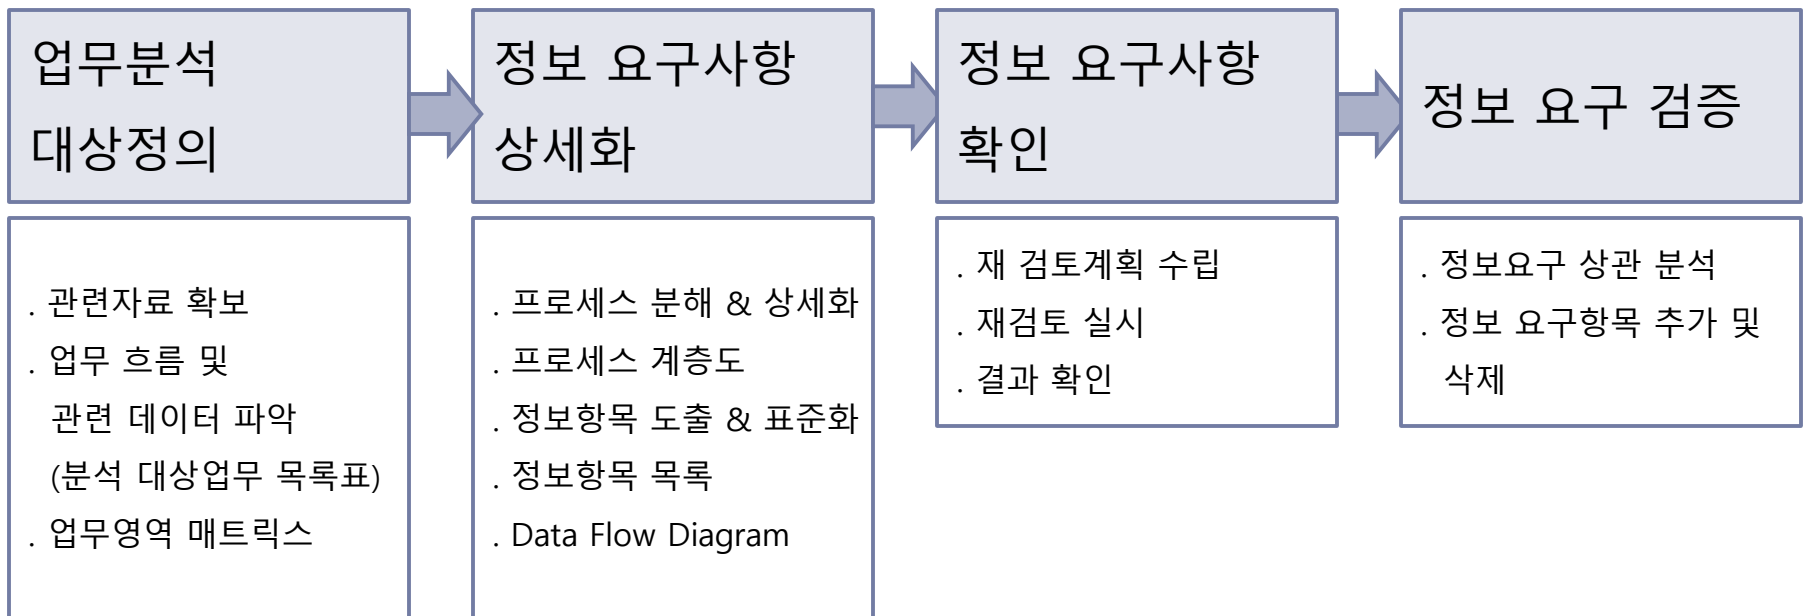 업무분석
대상정의
정보 요구사항
상세화
정보 요구사항
확인
정보 요구 검증
. 관련자료 확보
. 업무 흐름 및
관련 데이터 파악
(분석 대상업무 목록표)
. 업무영역 매트릭스
. 프로세스 분해 & 상세화
. 프로세스 계층도
. 정보항목 도출 & 표준화
. 정보항목 목록
. Data Flow Diagram
. 재 검토계획 수립
. 재검토 실시
. 결과 확인
. 정보요구 상관 분석
. 정보 요구항목 추가 및
삭제